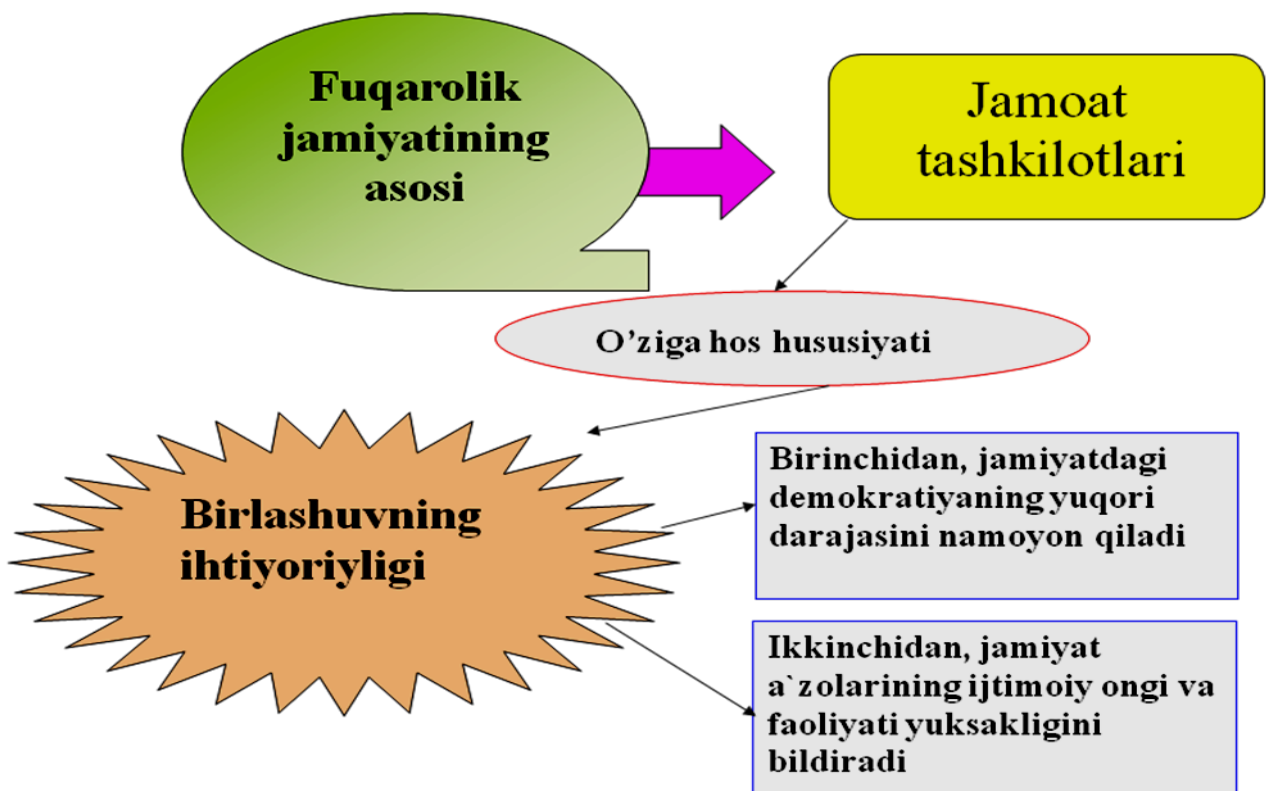 Fuqarolik
jamiyatining
asosi
Jamoat
tashkilotlari
O’ziga hos hususiyati
Birlashuvning
ihtiyoriyligi
Birinchidan, jamiyatdagi
demokratiyaning yuqori
darajasini namoyon qiladi
Ikkinchidan, jamiyat
a`zolarining ijtimoiy ongi va
faoliyati yuksakligini
bildiradi